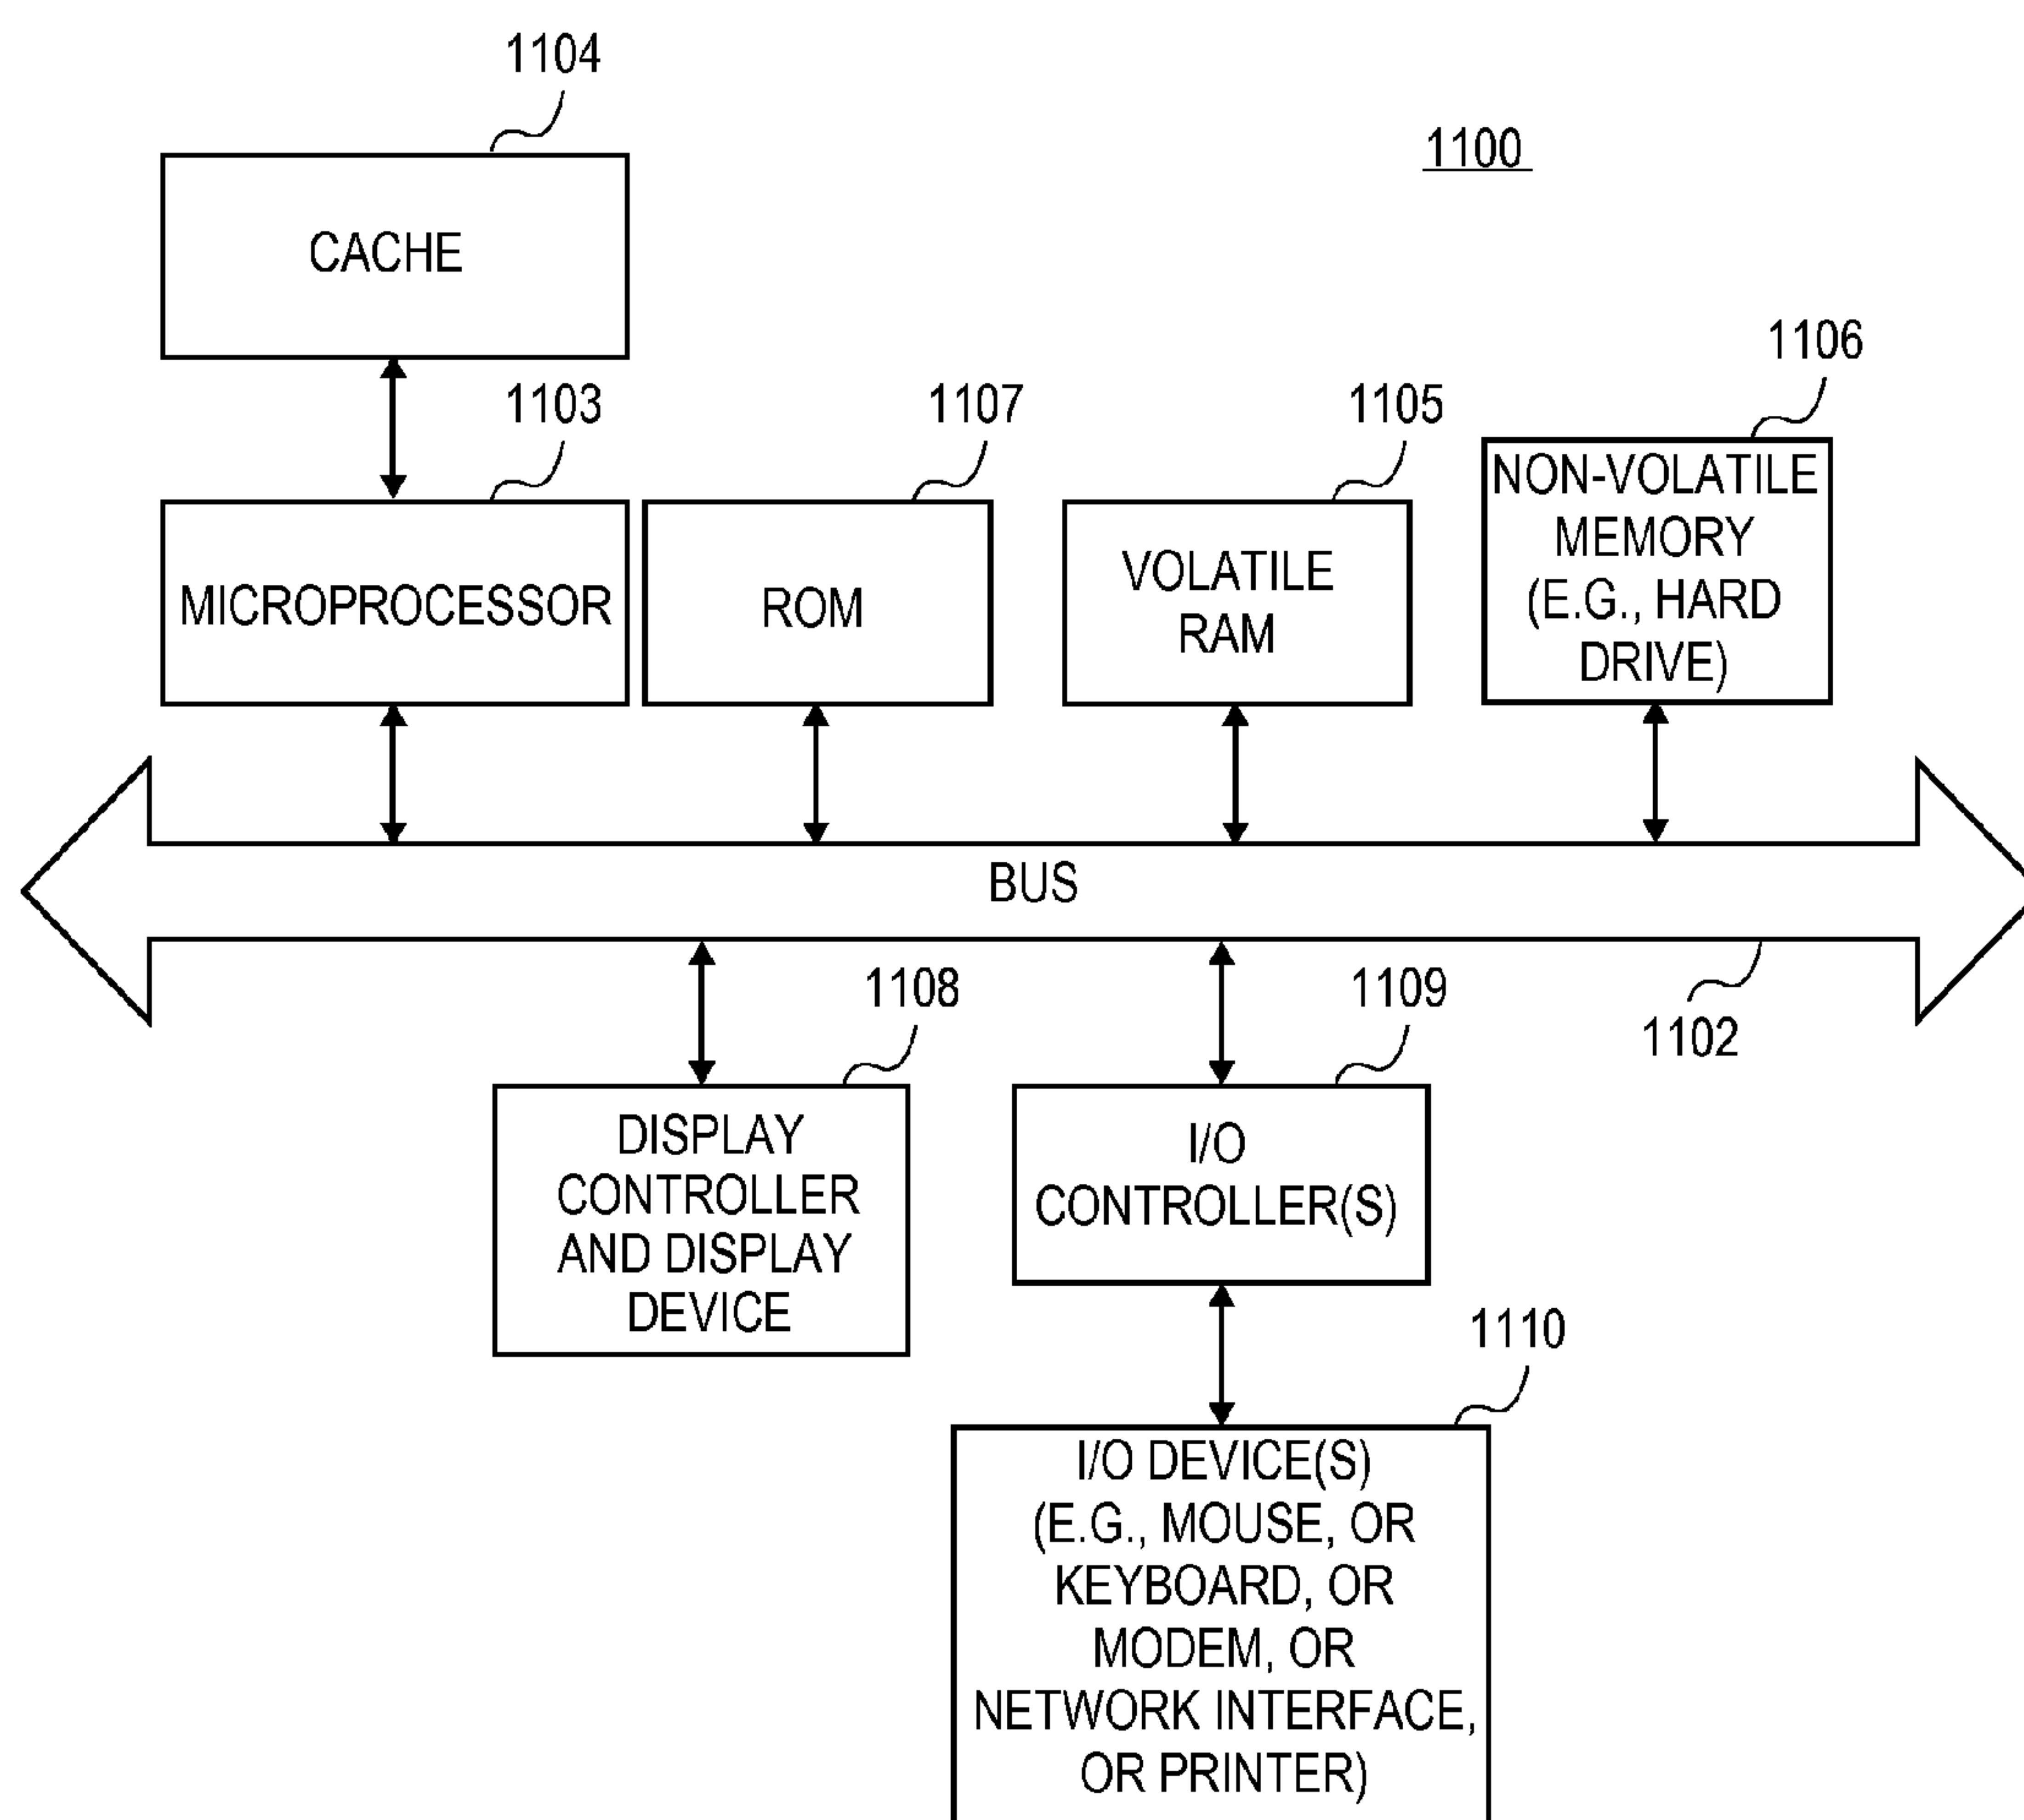 1104
1100
CACHE
1106
1103
1107
1105
NON-VOLATILE
MEMORY
(E.G., HARD
DRIVE)
MICROPROCESSOR
ROM
VOLATILE
RAM
BUS
1108
1109
1102
DISPLAY
CONTROLLER
AND DISPLAY
DEVICE
I/O
CONTROLLER(S)
1110
I/O DEVICE(S)
(E.G., MOUSE, OR
KEYBOARD, OR
MODEM, OR
NETWORK INTERFACE,
OR PRINTER)